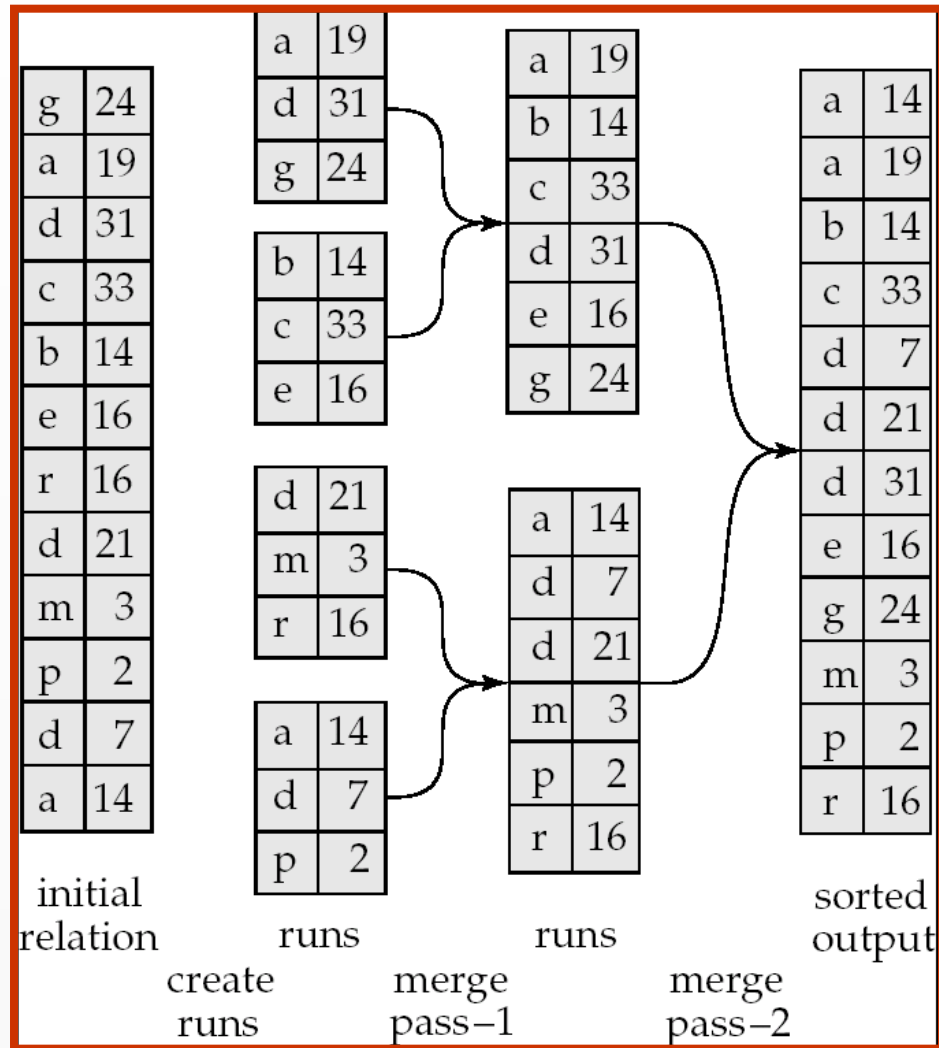 g 24
a 19
d 31
c 33
b 14
e 16
r 16
d 21
m 3
p 2
d 7
a 14
initial
relation
a 19
d 31
g 24
b 14
c 33
e 16
d 21
m 3
r 16
a 14
d 7
p 2
runs
a 19
b 14
c 33
d 31
e 16
g 24
a 14
d 7
d 21
m 3
p 2
r 16
runs
a 14
a 19
b 14
c 33
d 7
d 21
d 31
e 16
g 24
m 3
p 2
r 16
sorted
output
create
runs
merge
pass–1
merge
pass–2